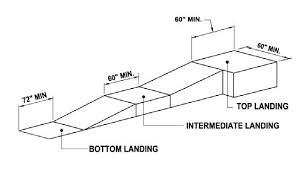 60" MIN.
60" MIN.
60" MIN.
72" MIN.
TOP LANDING
INTERMEDIATE LANDING
BOTTOM LANDING